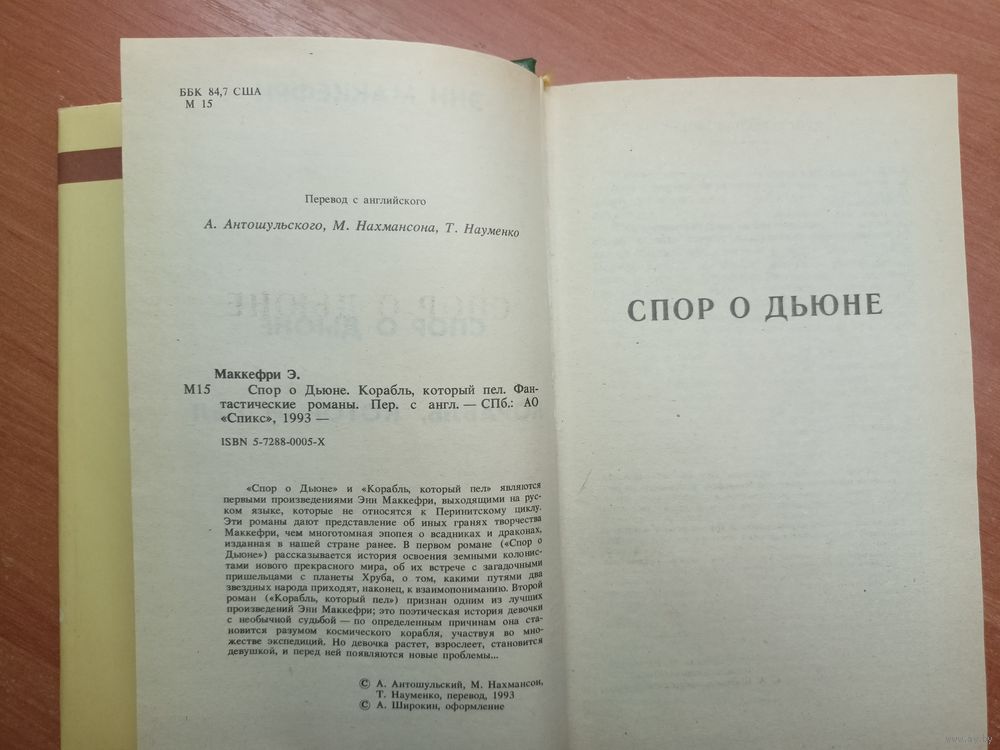 ББК 84,7 США
М 15
Перевод с английского
А. Антошульского, М. Нахмансона, Т. Науменко
Маккефри Э.
М15 Спор о Дьюне. Корабль, который пел. Фан-
тастические романы. Пер. с англ. — СПб.: АО
«Спикс», 1993 —
ISBN 5-7288-0005-X
«Спор о Дьюне» и «Корабль, который пел» являются
первыми произведениями Энн Маккефри, выходящими на рус-
ском языке, которые не относятся к Перинитскому циклу.
Эти романы дают представление об иных гранях творчества
Маккефри, чем многотомная эпопея о всадниках и драконах,
изданная в нашей стране ранее. В первом романе («Спор о
Дьюне») рассказывается история освоения земными колонис-
тами нового прекрасного мира, об их встрече с загадочными
пришельцами с планеты Хруба, о том, какими путями два
звездных народа приходят, наконец, к взаимопониманию. Второй
роман («Корабль, который пел») признан одним из лучших
произведений Энн Маккефри; это поэтическая история девочки
с необычной судьбой — по определенным причинам она ста-
новится разумом космического корабля, участвуя во мно-
жестве экспедиций. Но девочка растет, взрослеет, становится
девушкой, и перед ней появляются новые проблемы...
© А. Антошульский, М. Нахмансон,
Т. Науменко, перевод, 1993
© А. Широкин, оформление
СПОР О ДЬЮНЕ